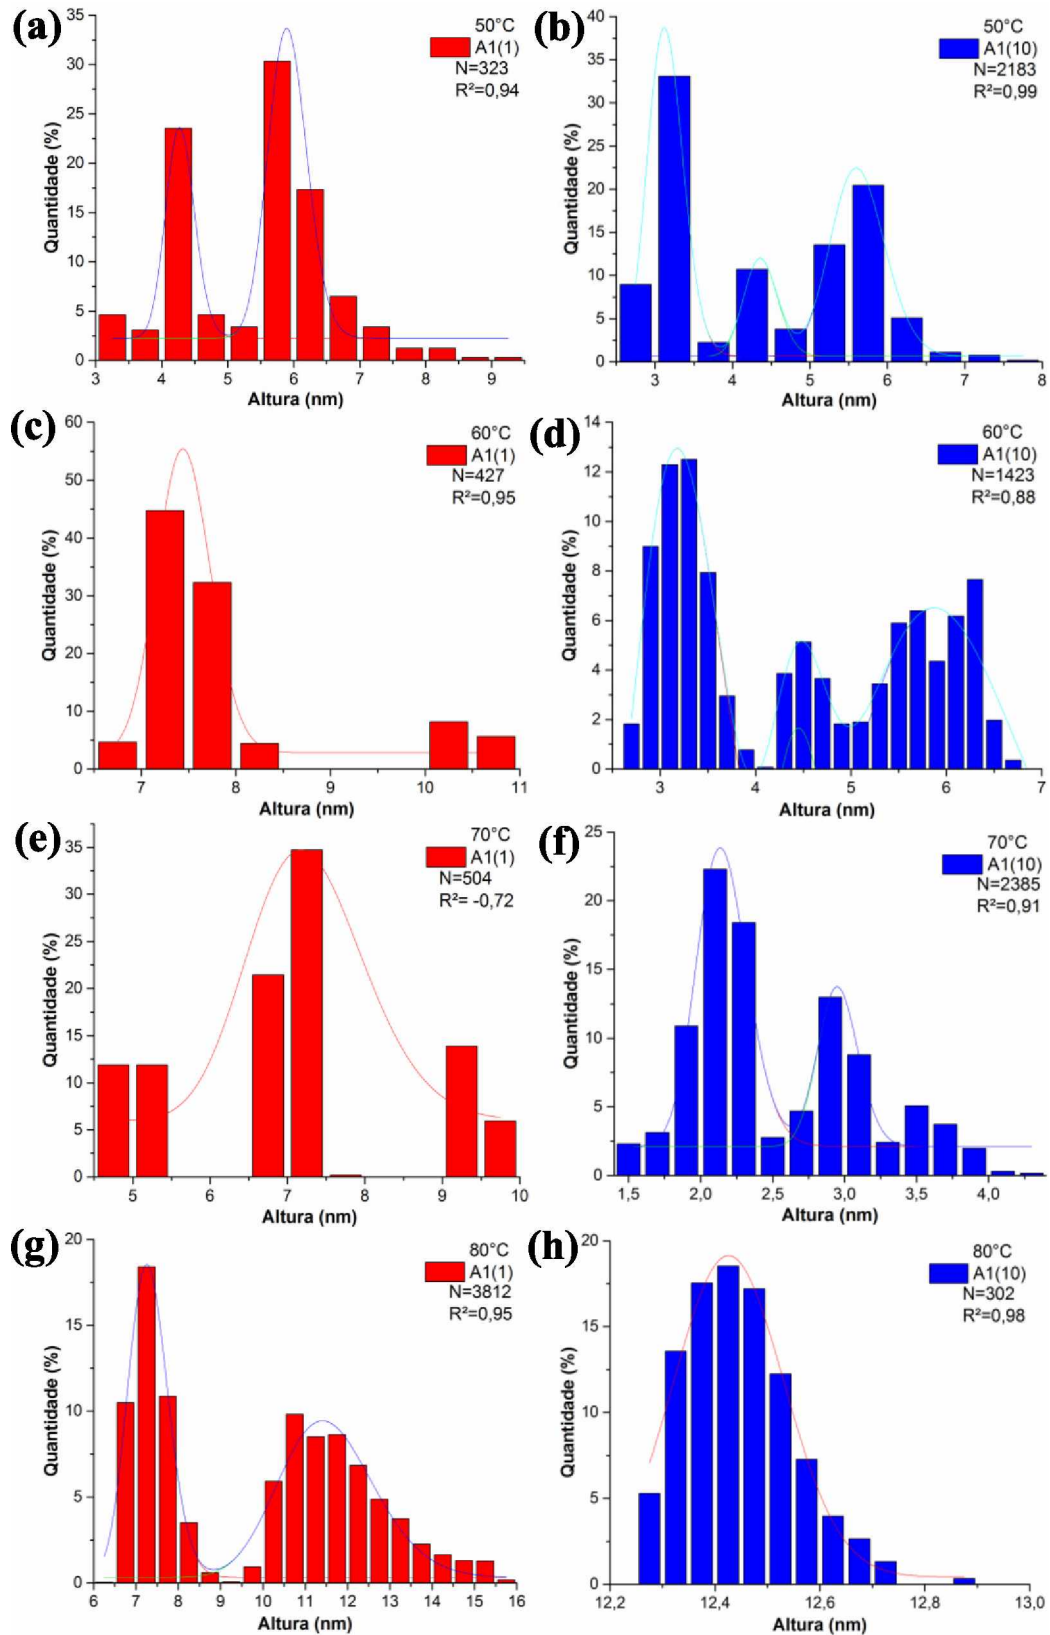 (a)
50°C
A1(1)
N=323
R²=0,94
Quantidade (%)
35
30
25
20
15
10
5
0
3 4 5 6 7 8 9
Altura (nm)
(b)
50°C
A1(10)
N=2183
R²=0,99
Quantidade (%)
40
35
30
25
20
15
10
5
0
3 4 5 6 7 8
Altura (nm)
(c)
60°C
A1(1)
N=427
R²=0,95
Quantidade (%)
60
50
40
30
20
10
0
7 8 9 10 11
Altura (nm)
(d)
60°C
A1(10)
N=1423
R²=0,88
Quantidade (%)
14
12
10
8
6
4
2
0
3 4 5 6 7
Altura (nm)
(e)
70°C
A1(1)
N=504
R²= -0,72
Quantidade (%)
35
30
25
20
15
10
5
0
5 6 7 8 9 10
Altura (nm)
(f)
70°C
A1(10)
N=2385
R²=0,91
Quantidade (%)
25
20
15
10
5
0
1,5 2,0 2,5 3,0 3,5 4,0
Altura (nm)
(g)
80°C
A1(1)
N=3812
R²=0,95
Quantidade (%)
20
15
10
5
0
6 7 8 9 10 11 12 13 14 15 16
Altura (nm)
(h)
80°C
A1(10)
N=302
R²=0,98
Quantidade (%)
20
15
10
5
0
12,2 12,4 12,6 12,8 13,0
Altura (nm)